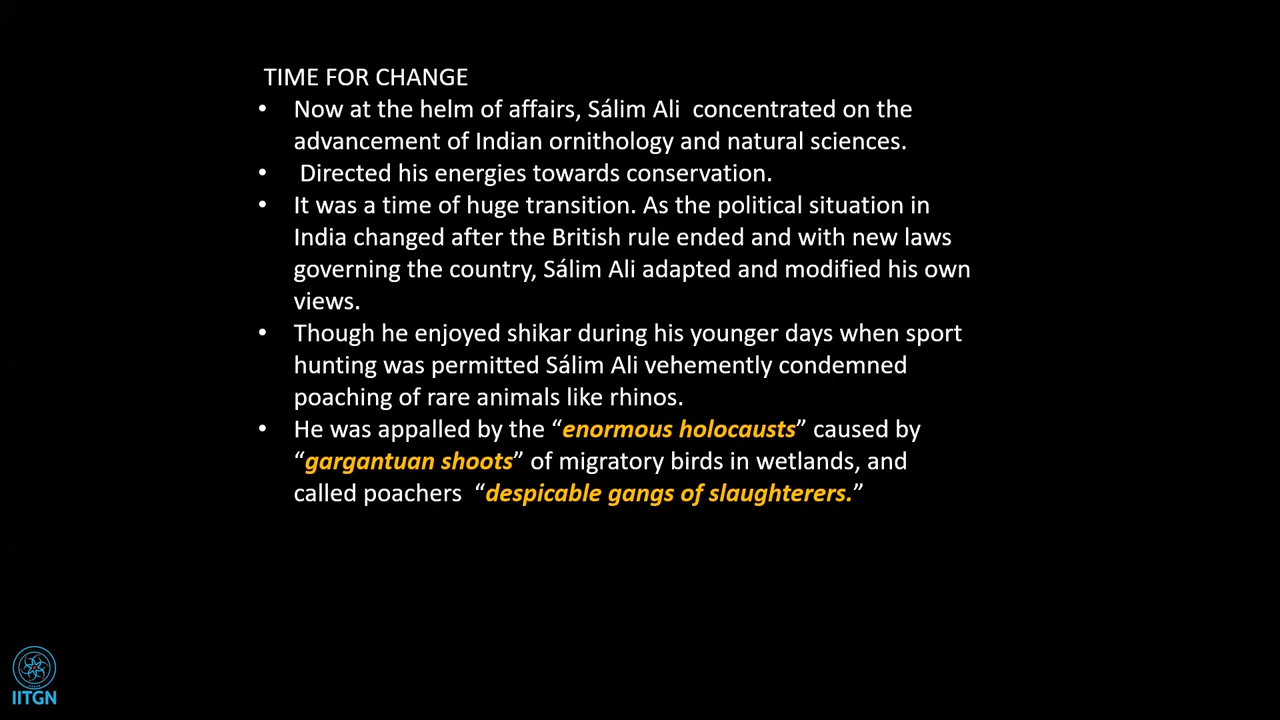 TIME FOR CHANGE
• Now at the helm of affairs, Sálim Ali concentrated on the
advancement of Indian ornithology and natural sciences.
• Directed his energies towards conservation.
• It was a time of huge transition. As the political situation in
India changed after the British rule ended and with new laws
governing the country, Sálim Ali adapted and modified his own
views.
• Though he enjoyed shikar during his younger days when sport
hunting was permitted Sálim Ali vehemently condemned
poaching of rare animals like rhinos.
• He was appalled by the “enormous holocausts” caused by
“gargantuan shoots” of migratory birds in wetlands, and
called poachers “despicable gangs of slaughterers.”
IITGN